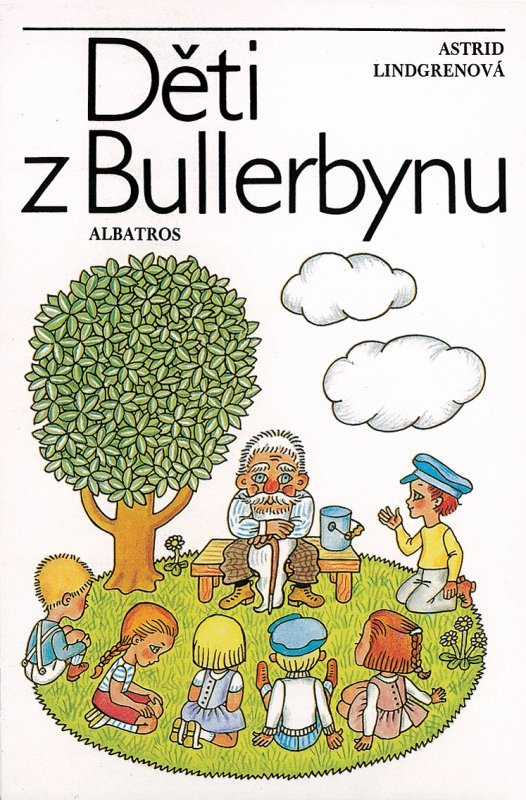 ASTRID
LINDGRENOVÁ
Děti
z Bullerbynu
ALBATROS